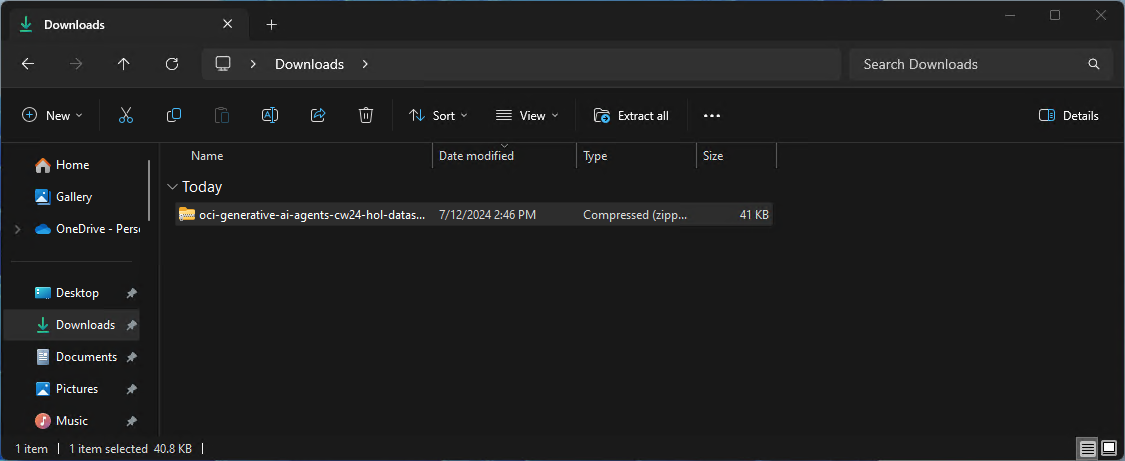 Downloads
Downloads
Search Downloads
New
Sort
View
Extract all
Details
Name Date modified Type Size
Home
Gallery
OneDrive - Pers
Today
oci-generative-ai-agents-cw24-hol-datas... 7/12/2024 2:46 PM Compressed (zipp... 41 KB
Desktop
Downloads
Documents
Pictures
Music
1 item 1 item selected 40.8 KB